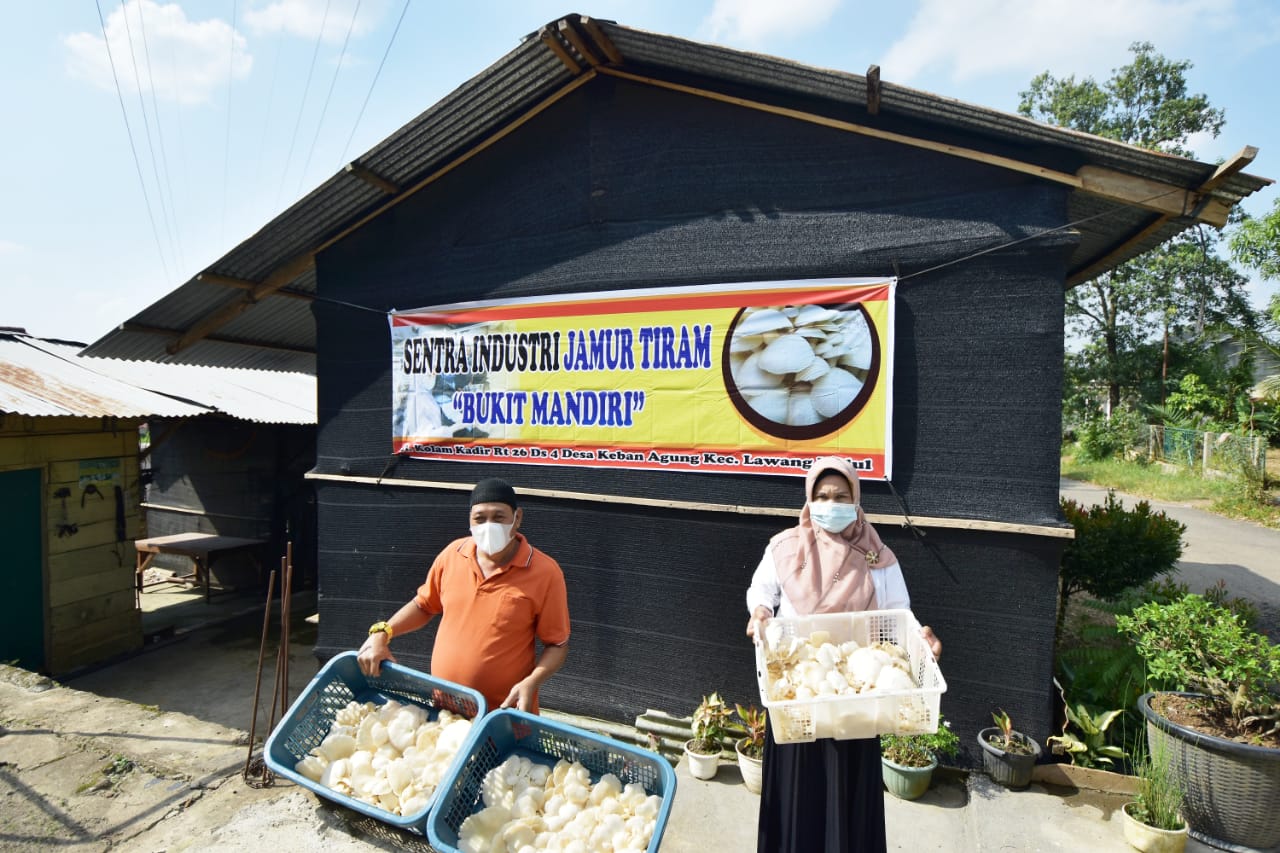 SENTRA INDUSTRI JAMUR TIRAM
"BUKIT MANDIRI"
Kolam Kadir Rt 26 Ds 4 Desa Keban Agung Kec. Lawang